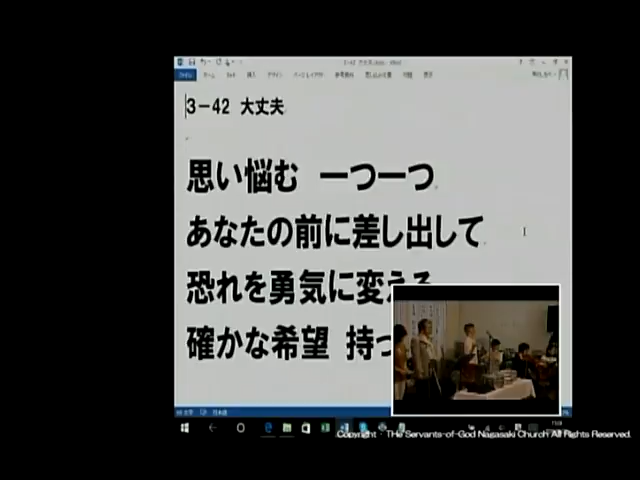 3－42 大丈夫
思い悩む 一つ一つ
あなたの前に差し出して
恐れを勇気に変える
確かな希望 持つ
Copyright - THe Servants-of-God Nagasaki Church All Rights Reserved.